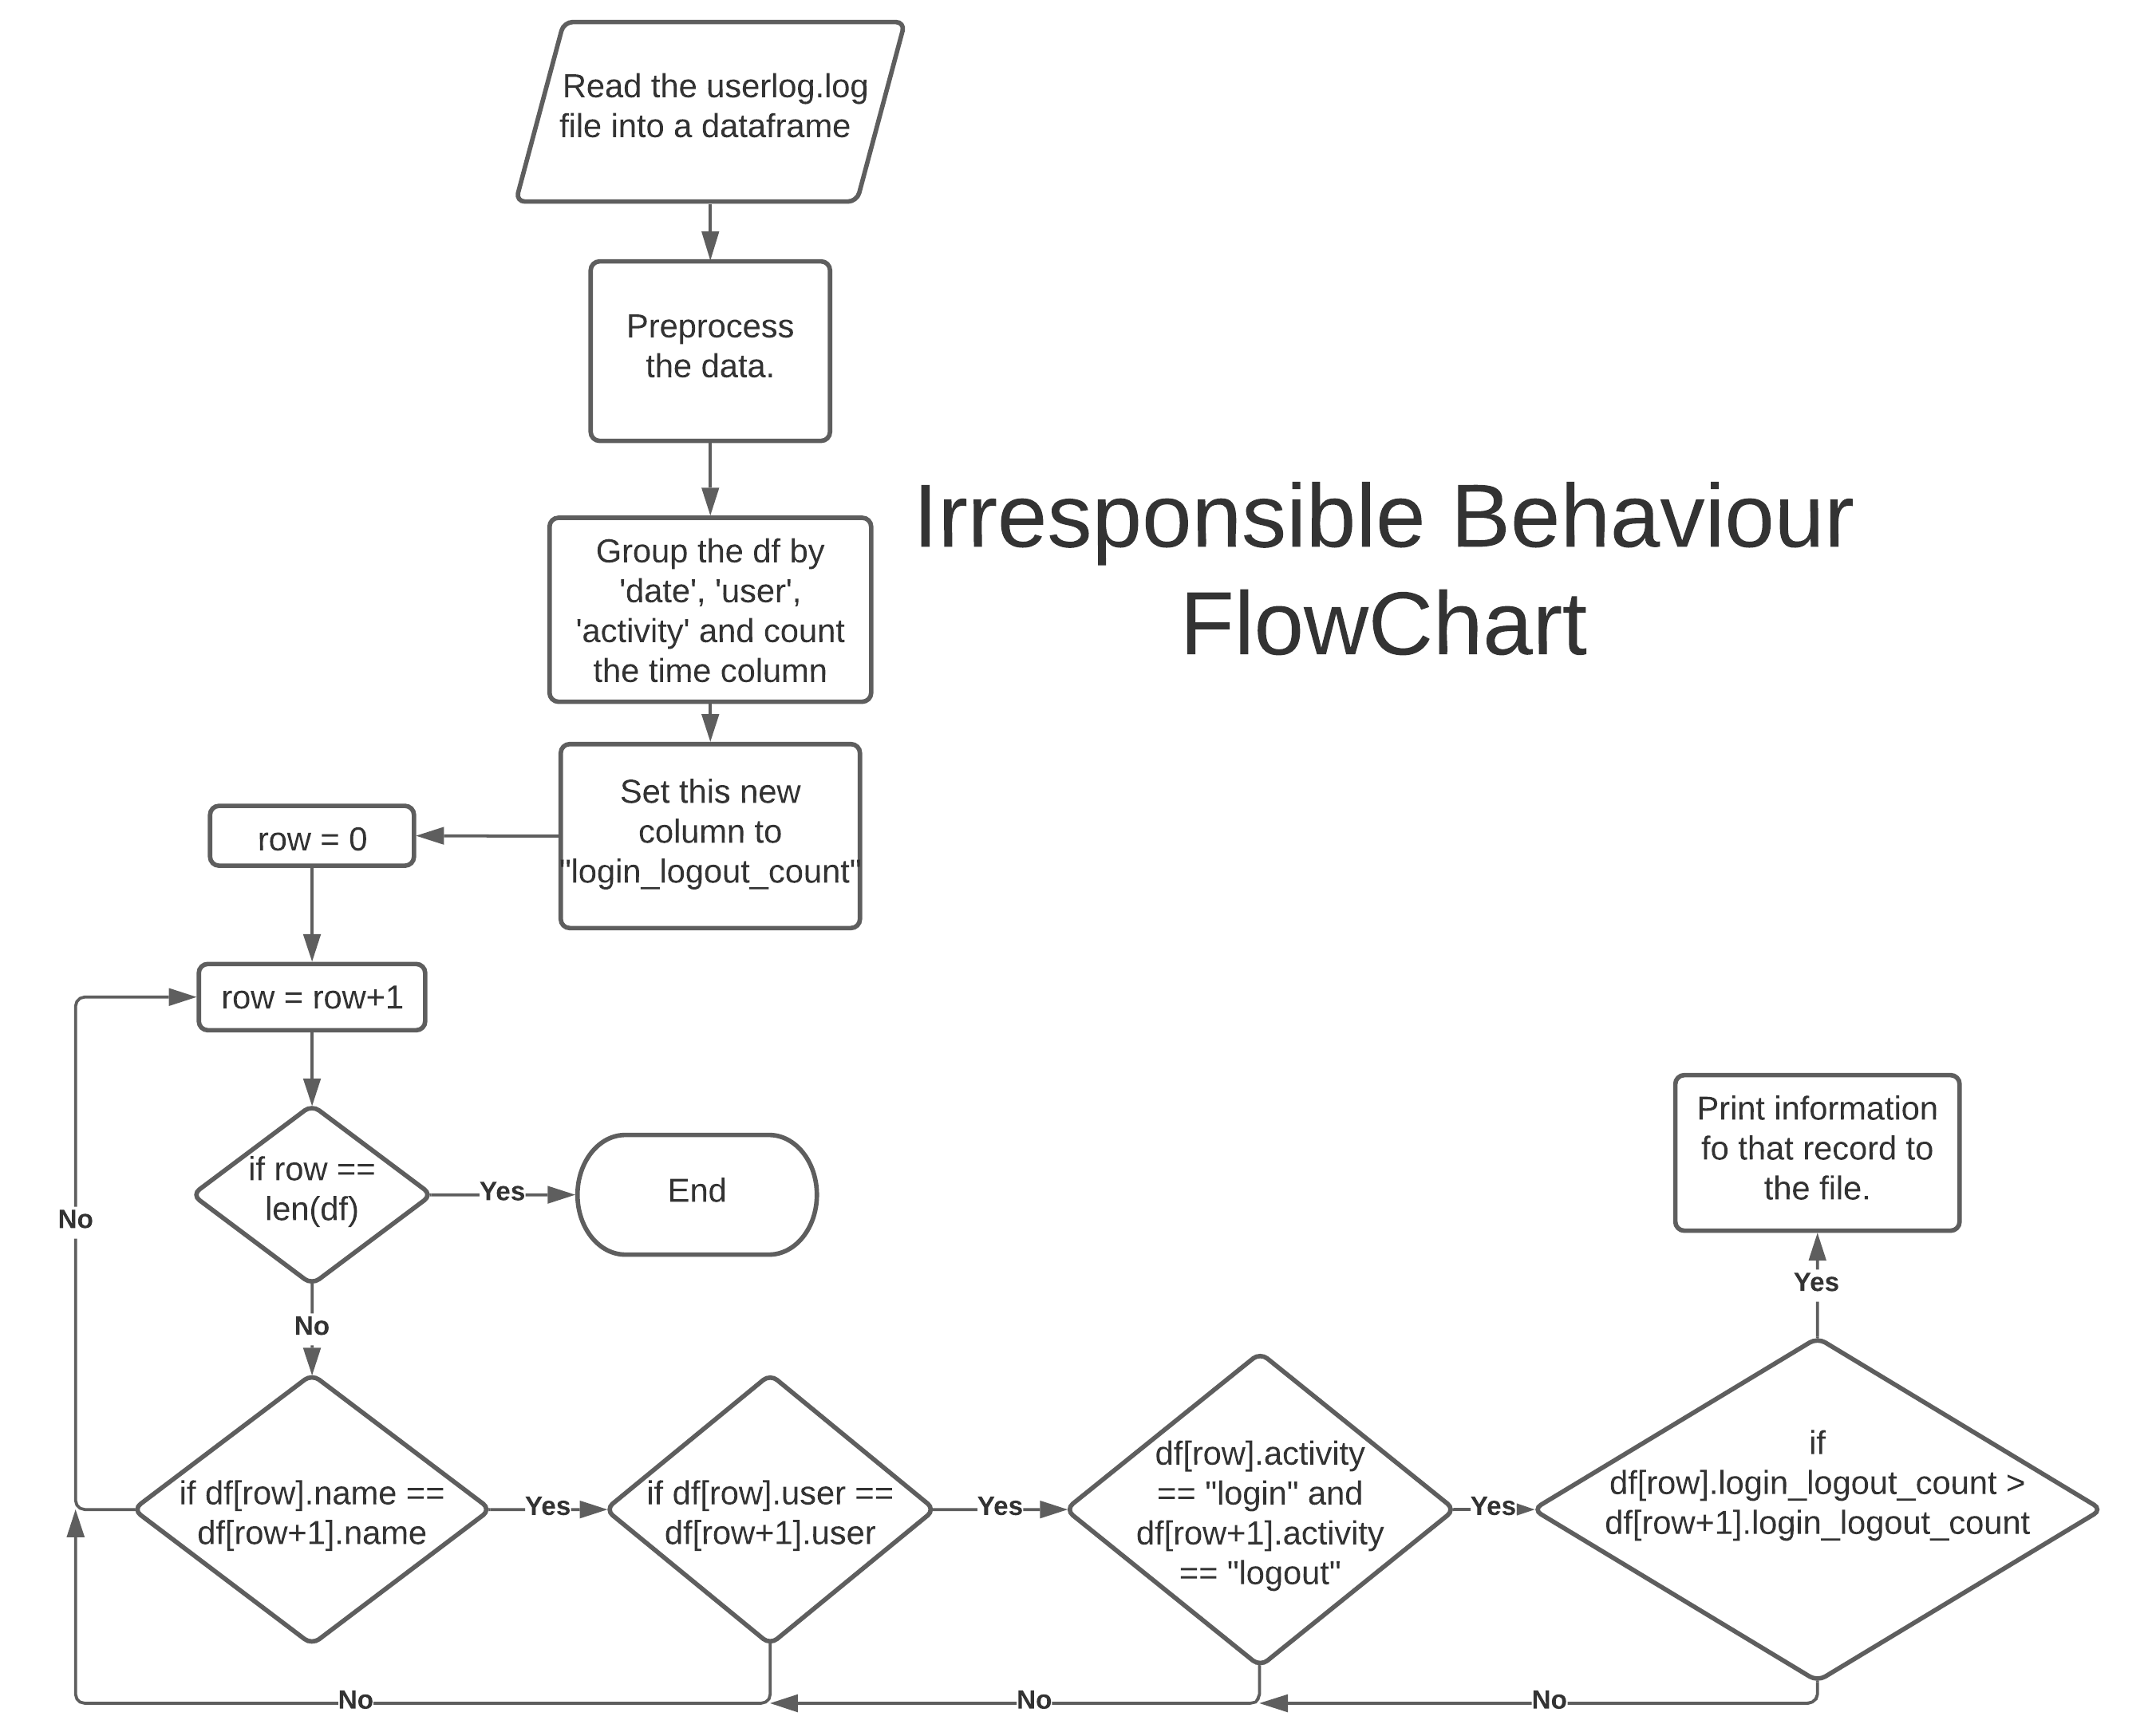 Read the userlog.log
file into a dataframe
Preprocess
the data.
Irresponsible Behaviour
FlowChart
Group the df by
'date', 'user',
'activity' and count
the time column
Set this new
column to
"login_logout_count"
row = 0
row = row+1
if row ==
len(df)
Yes
End
No
No
if df[row].name ==
df[row+1].name
Yes
if df[row].user ==
df[row+1].user
Yes
df[row].activity
== "login" and
df[row+1].activity
== "logout"
Yes
if
df[row].login_logout_count >
df[row+1].login_logout_count
Yes
Print information
fo that record to
the file.
No
No
No